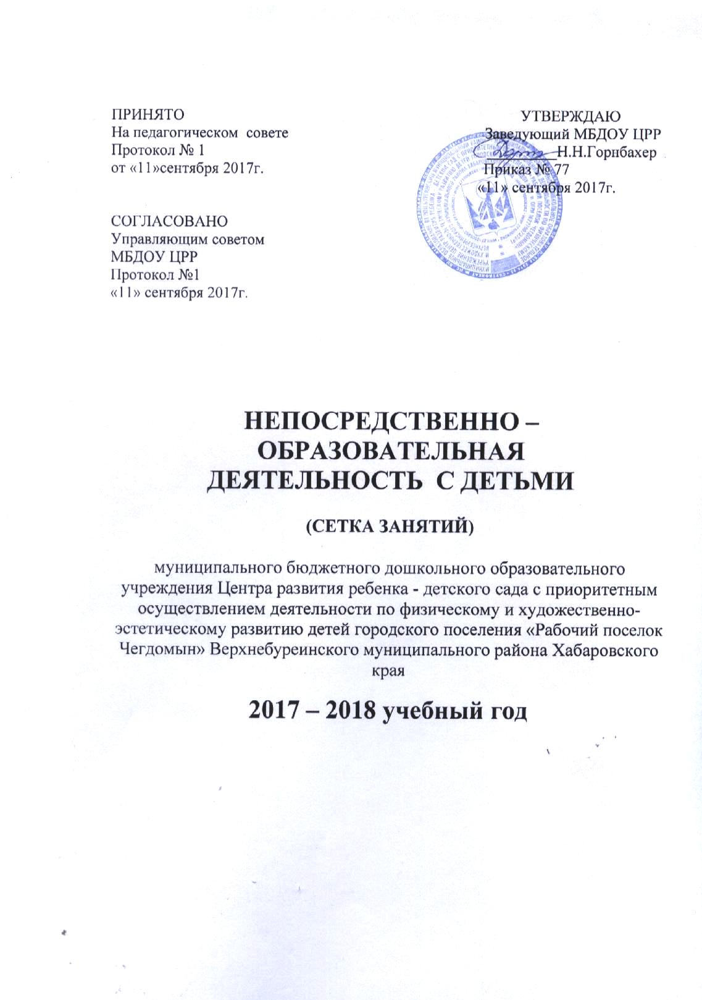 ПРИНЯТО
На педагогическом совете
Протокол № 1
от «11»сентября 2017г.
УТВЕРЖДАЮ
Заведующий МБДОУ ЦРР
Н.Н.Горнбахер
Приказ № 77
«11» сентября 2017г.
СОГЛАСОВАНО
Управляющим советом
МБДОУ ЦРР
Протокол №1
«11» сентября 2017г.
НЕПОСРЕДСТВЕННО –
ОБРАЗОВАТЕЛЬНАЯ
ДЕЯТЕЛЬНОСТЬ С ДЕТЬМИ
(СЕТКА ЗАНЯТИЙ)
муниципального бюджетного дошкольного образовательного
учреждения Центра развития ребенка - детского сада с приоритетным
осуществлением деятельности по физическому и художественно-
эстетическому развитию детей городского поселения «Рабочий поселок
Чегдомын» Верхнебуреинского муниципального района Хабаровского
края
2017 – 2018 учебный год